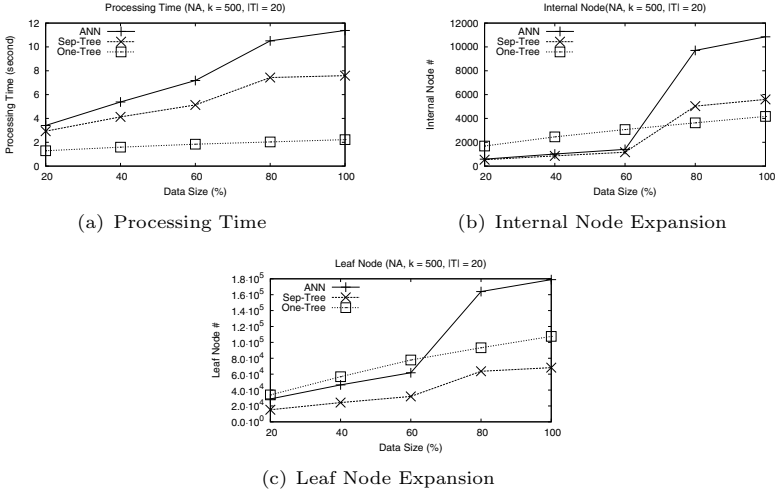 Processing Time (NA, k = 500, |T| = 20)
12
10
8
6
4
2
0
Processing Time (second)
ANN
Sep-Tree
One-Tree
20 40 60 80 100
Data Size (%)
(a) Processing Time
Internal Node(NA, k = 500, |T| = 20)
12000
10000
8000
6000
4000
2000
0
Internal Node #
ANN
Sep-Tree
One-Tree
20 40 60 80 100
Data Size (%)
(b) Internal Node Expansion
Leaf Node (NA, k = 500, |T| = 20)
1.8·10^5
1.6·10^5
1.4·10^5
1.2·10^5
1.0·10^5
8.0·10^4
6.0·10^4
4.0·10^4
2.0·10^4
0.0·10^0
Leaf Node #
ANN
Sep-Tree
One-Tree
20 40 60 80 100
Data Size (%)
(c) Leaf Node Expansion